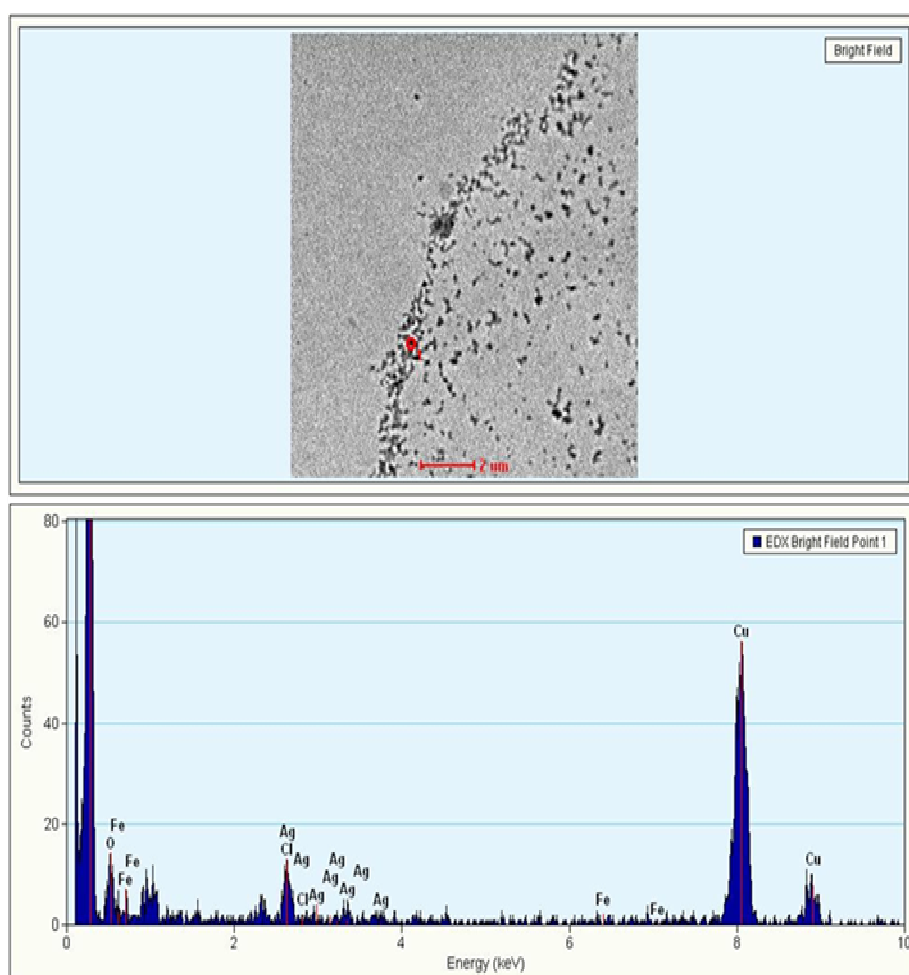 Bright Field
1
2 um
EDX Bright Field Point 1
Counts
80
60
40
20
0
Cu
Fe
O
Fe
Fe
Ag
Cl
Ag
Cl
Ag
Ag
Ag
Ag
Ag
Ag
Fe
Fe
Cu
0 2 4 6 8 10
Energy (keV)